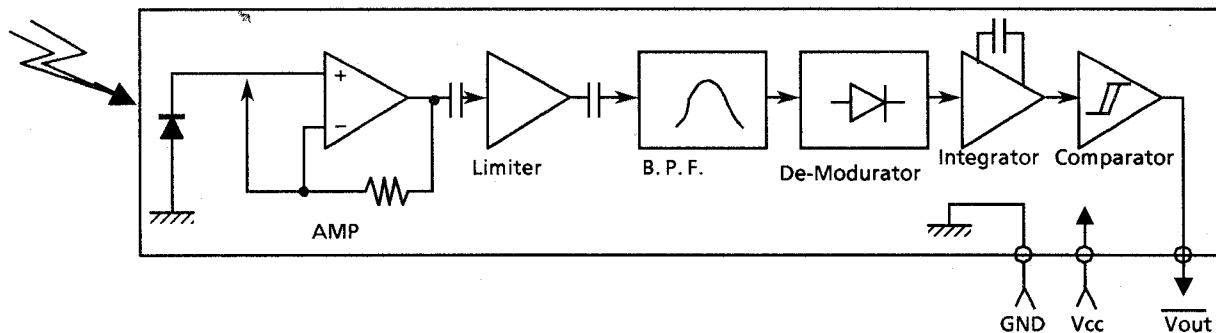 +
−
Limiter
B. P. F.
De-Modurator
Integrator
Comparator
AMP
GND
Vcc
Vout